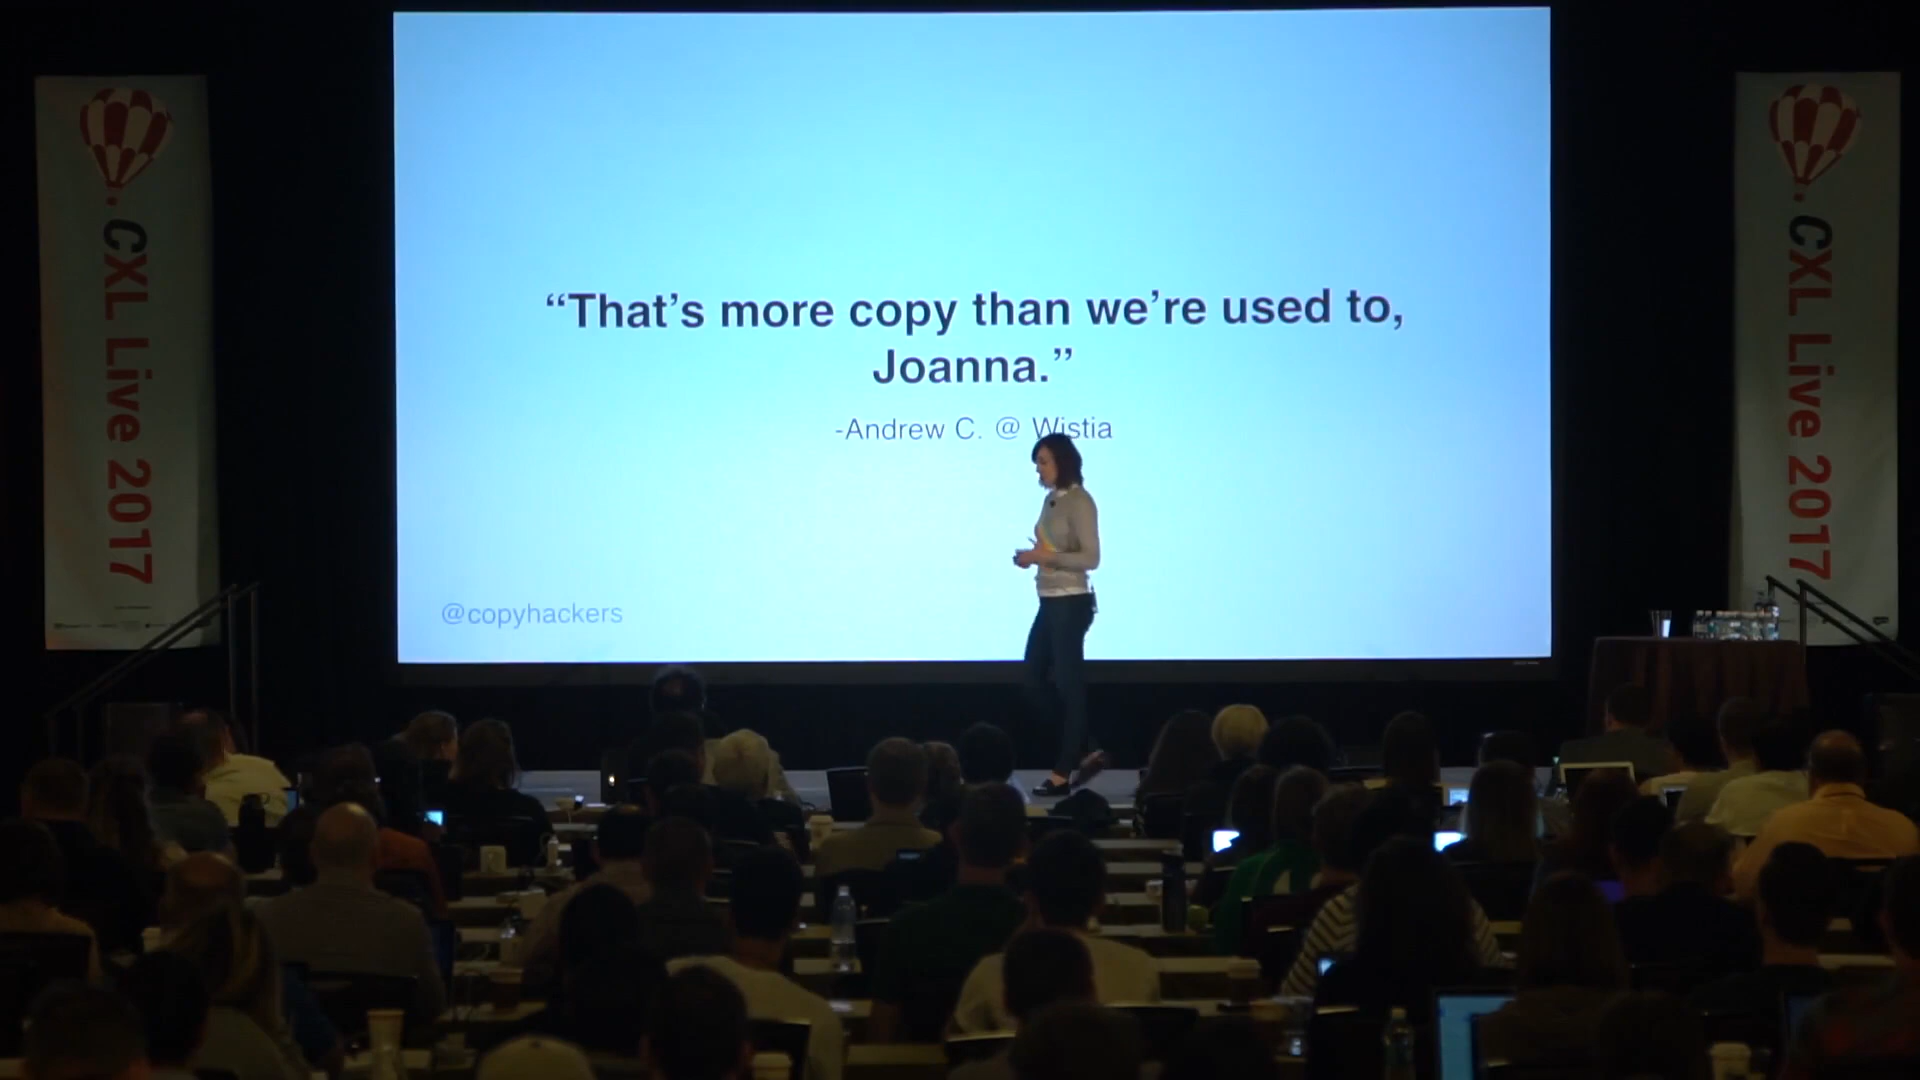 “That’s more copy than we’re used to,
Joanna.”
-Andrew C. @ Wistia
@copyhackers
CXL Live 2017
CXL Live 2017